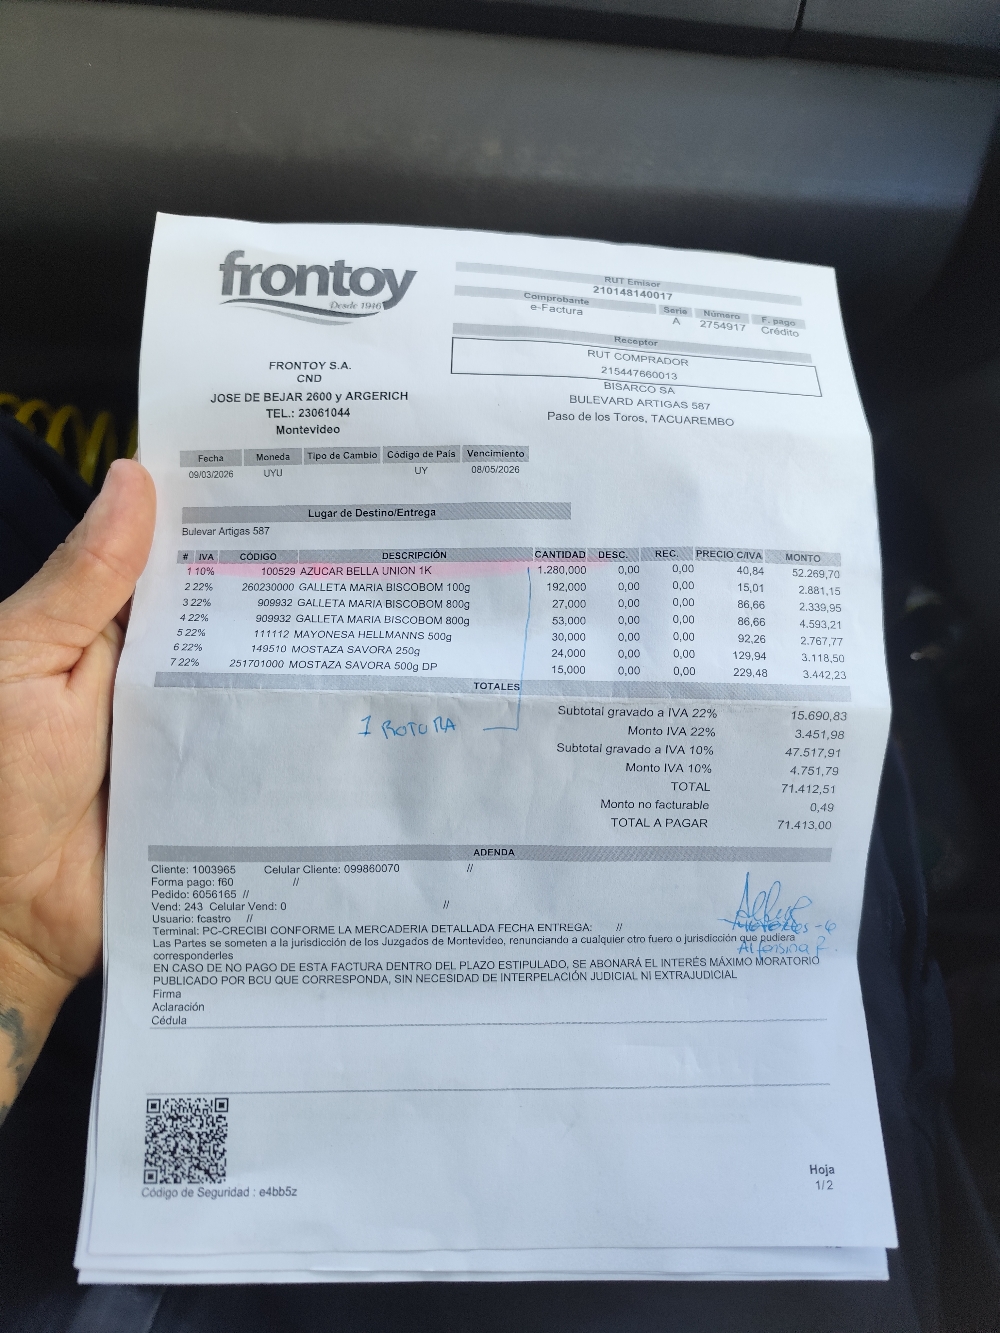 frontoy
Desde 1946
RUT Emisor
210148140017
Comprobante Serie Número F. pago
e-Factura A 2754917 Crédito
Receptor
RUT COMPRADOR
215447660013
BISARCO SA
BULEVARD ARTIGAS 587
Paso de los Toros, TACUAREMBO
FRONTOY S.A.
CND
JOSE DE BEJAR 2600 y ARGERICH
TEL.: 23061044
Montevideo
Fecha Moneda Tipo de Cambio Código de País Vencimiento
09/03/2026 UYU UY 08/05/2026
Lugar de Destino/Entrega
Bulevar Artigas 587
# IVA CÓDIGO DESCRIPCIÓN CANTIDAD DESC. REC. PRECIO C/IVA MONTO
1 10% 100529 AZUCAR BELLA UNION 1K 1.280,000 0,00 0,00 40,84 52.269,70
2 22% 260230000 GALLETA MARIA BISCOBOM 100g 192,000 0,00 0,00 15,01 2.881,15
3 22% 909932 GALLETA MARIA BISCOBOM 800g 27,000 0,00 0,00 86,66 2.339,95
4 22% 909932 GALLETA MARIA BISCOBOM 800g 53,000 0,00 0,00 86,66 4.593,21
5 22% 111112 MAYONESA HELLMANNS 500g 30,000 0,00 0,00 92,26 2.767,77
6 22% 149510 MOSTAZA SAVORA 250g 24,000 0,00 0,00 129,94 3.118,50
7 22% 251701000 MOSTAZA SAVORA 500g DP 15,000 0,00 0,00 229,48 3.442,23
TOTALES
1 ROTURA
Subtotal gravado a IVA 22% 15.690,83
Monto IVA 22% 3.451,98
Subtotal gravado a IVA 10% 47.517,91
Monto IVA 10% 4.751,79
TOTAL 71.412,51
Monto no facturable 0,49
TOTAL A PAGAR 71.413,00
ADENDA
Cliente: 1003965 Celular Cliente: 099860070 //
Forma pago: f60 //
Pedido: 6056165 //
Vend: 243 Celular Vend: 0 //
Usuario: fcastro //
Terminal: PC-CRECIBI CONFORME LA MERCADERIA DETALLADA FECHA ENTREGA: //
Las Partes se someten a la jurisdicción de los Juzgados de Montevideo, renunciando a cualquier otro fuero o jurisdicción que pudiera
corresponderles
EN CASO DE NO PAGO DE ESTA FACTURA DENTRO DEL PLAZO ESTIPULADO, SE ABONARÁ EL INTERÉS MÁXIMO MORATORIO
PUBLICADO POR BCU QUE CORRESPONDA, SIN NECESIDAD DE INTERPELACIÓN JUDICIAL NI EXTRAJUDICIAL
Firma
Aclaración
Cédula
Código de Seguridad : e4bb5z
Hoja
1/2